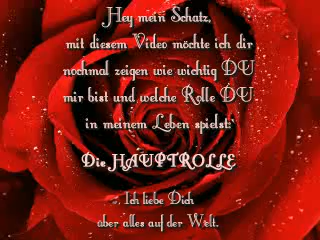 Hey mein Schatz,
mit diesem Video möchte ich dir
nochmal zeigen wie wichtig DU
mir bist und welche Rolle DU
in meinem Leben spielst:
Die HAUPTROLLE
... Ich liebe Dich
über alles auf der Welt.